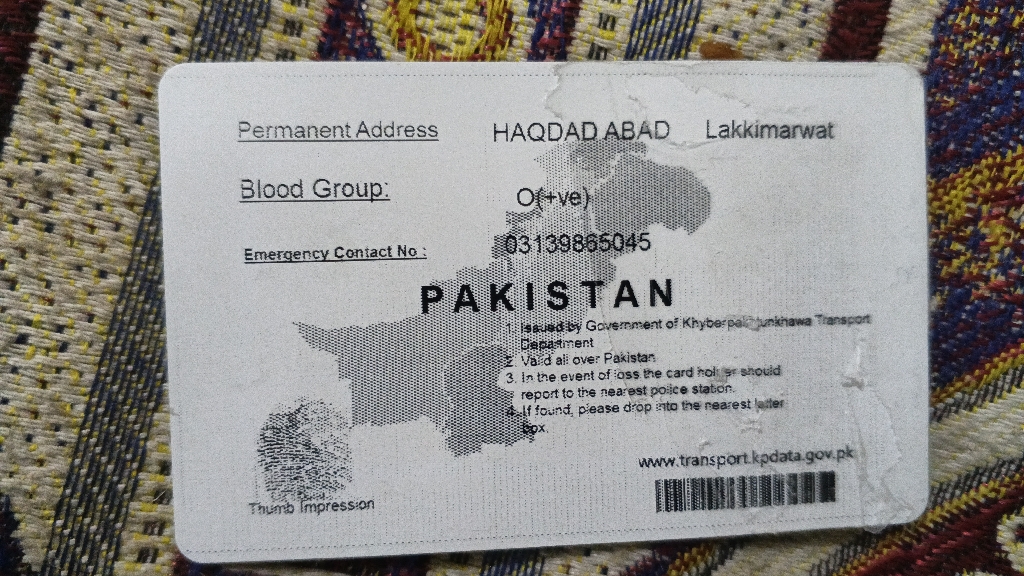 Permanent Address HAQDAD ABAD Lakkimarwat
Blood Group: O(+ve)
Emergency Contact No : 03139865045
PAKISTAN
1. Issued by Government of Khyberpakhtunkhawa Transport
Department
2. Valid all over Pakistan
3. In the event of loss the card holder should
report to the nearest police station.
4. If found, please drop into the nearest letter
box.
www.transport.kpdata.gov.pk
Thumb Impression